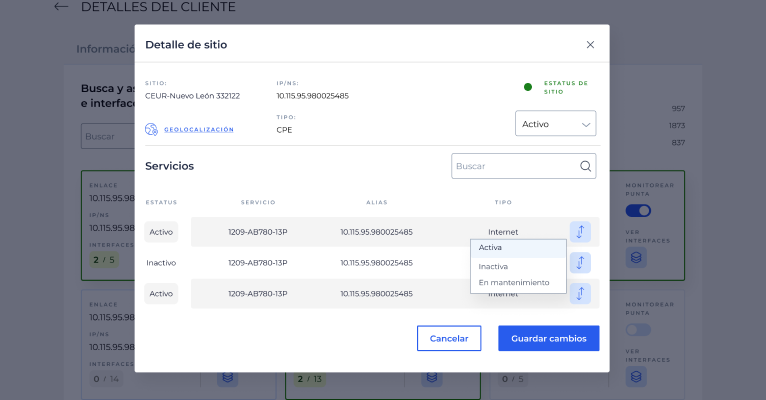 ← DETALLES DEL CLIENTE
Informació
Busca y as
e interfac
Buscar
957
1873
837
Detalle de sitio
SITIO:
CEUR-Nuevo León 332122
IP/NS:
10.115.95.980025485
ESTATUS DE
SITIO
GEOLOCALIZACIÓN
TIPO:
CPE
Activo
Servicios
Buscar
ESTATUS SERVICIO ALIAS TIPO
Activo 1209-AB780-13P 10.115.95.980025485 Internet
Inactivo 1209-AB780-13P 10.115.95.980025485
Activo 1209-AB780-13P 10.115.95.980025485 Internet
Activa
Inactiva
En mantenimiento
Cancelar
Guardar cambios
ENLACE
10.115.95.98
IP/NS
10.115.95.98
INTERFACES
2 / 5
MONITOREAR
PUNTA
VER
INTERFACES
ENLACE
10.115.95.98
IP/NS
10.115.95.98
INTERFACES
0 / 14
2 / 13
0 / 5
MONITOREAR
PUNTA
VER
INTERFACES